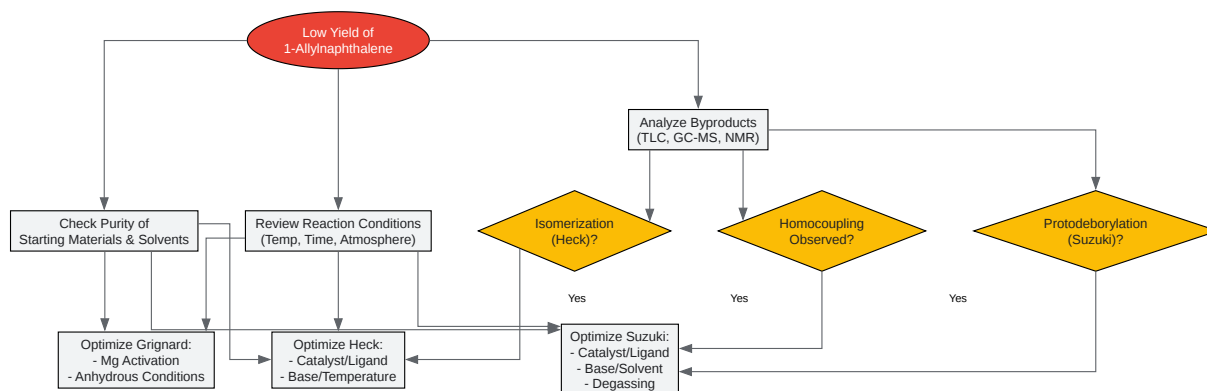 Low Yield of
1-Allylnaphthalene
Analyze Byproducts
(TLC, GC-MS, NMR)
Check Purity of
Starting Materials & Solvents
Review Reaction Conditions
(Temp, Time, Atmosphere)
Isomerization
(Heck)?
Homocoupling
Observed?
Protodeborylation
(Suzuki)?
Yes
Yes
Yes
Optimize Grignard:
- Mg Activation
- Anhydrous Conditions
Optimize Heck:
- Catalyst/Ligand
- Base/Temperature
Optimize Suzuki:
- Catalyst/Ligand
- Base/Solvent
- Degassing